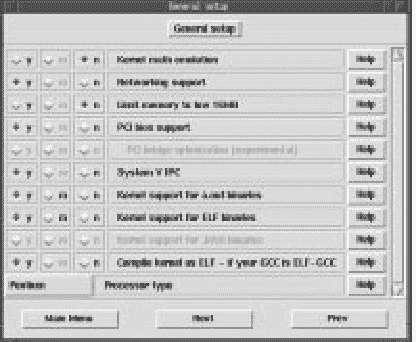 General setup
General setup
y m n Kernel math emulation Help
y m n Networking support Help
y m n Limit memory to low 16MB Help
y m n PCI bios support Help
y m n PCI bridge optimization (experimental) Help
y m n System V IPC Help
y m n Kernel support for a.out binaries Help
y m n Kernel support for ELF binaries Help
y m n Kernel support for JAVA binaries Help
y m n Compile kernel as ELF - if your GCC is ELF-GCC Help
Pentium Processor type Help
Main Menu Next Prev